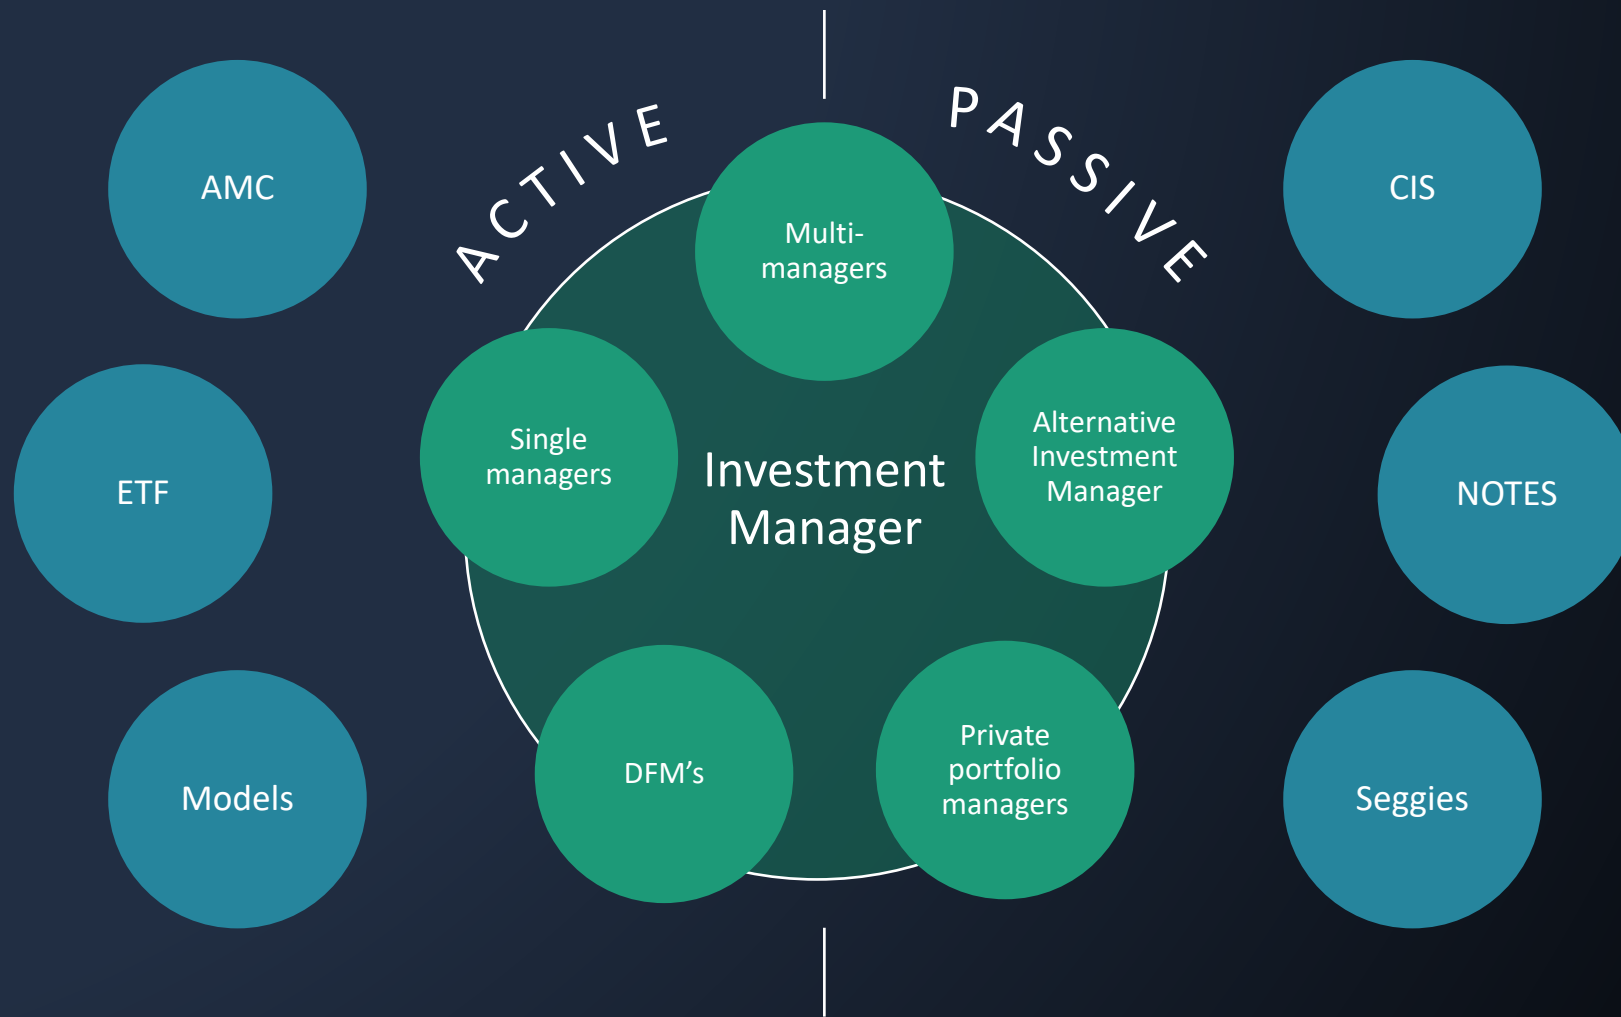 ACTIVE
PASSIVE
AMC
CIS
Multi-
managers
Single
managers
Alternative
Investment
Manager
Investment
Manager
ETF
NOTES
DFM’s
Private
portfolio
managers
Models
Seggies